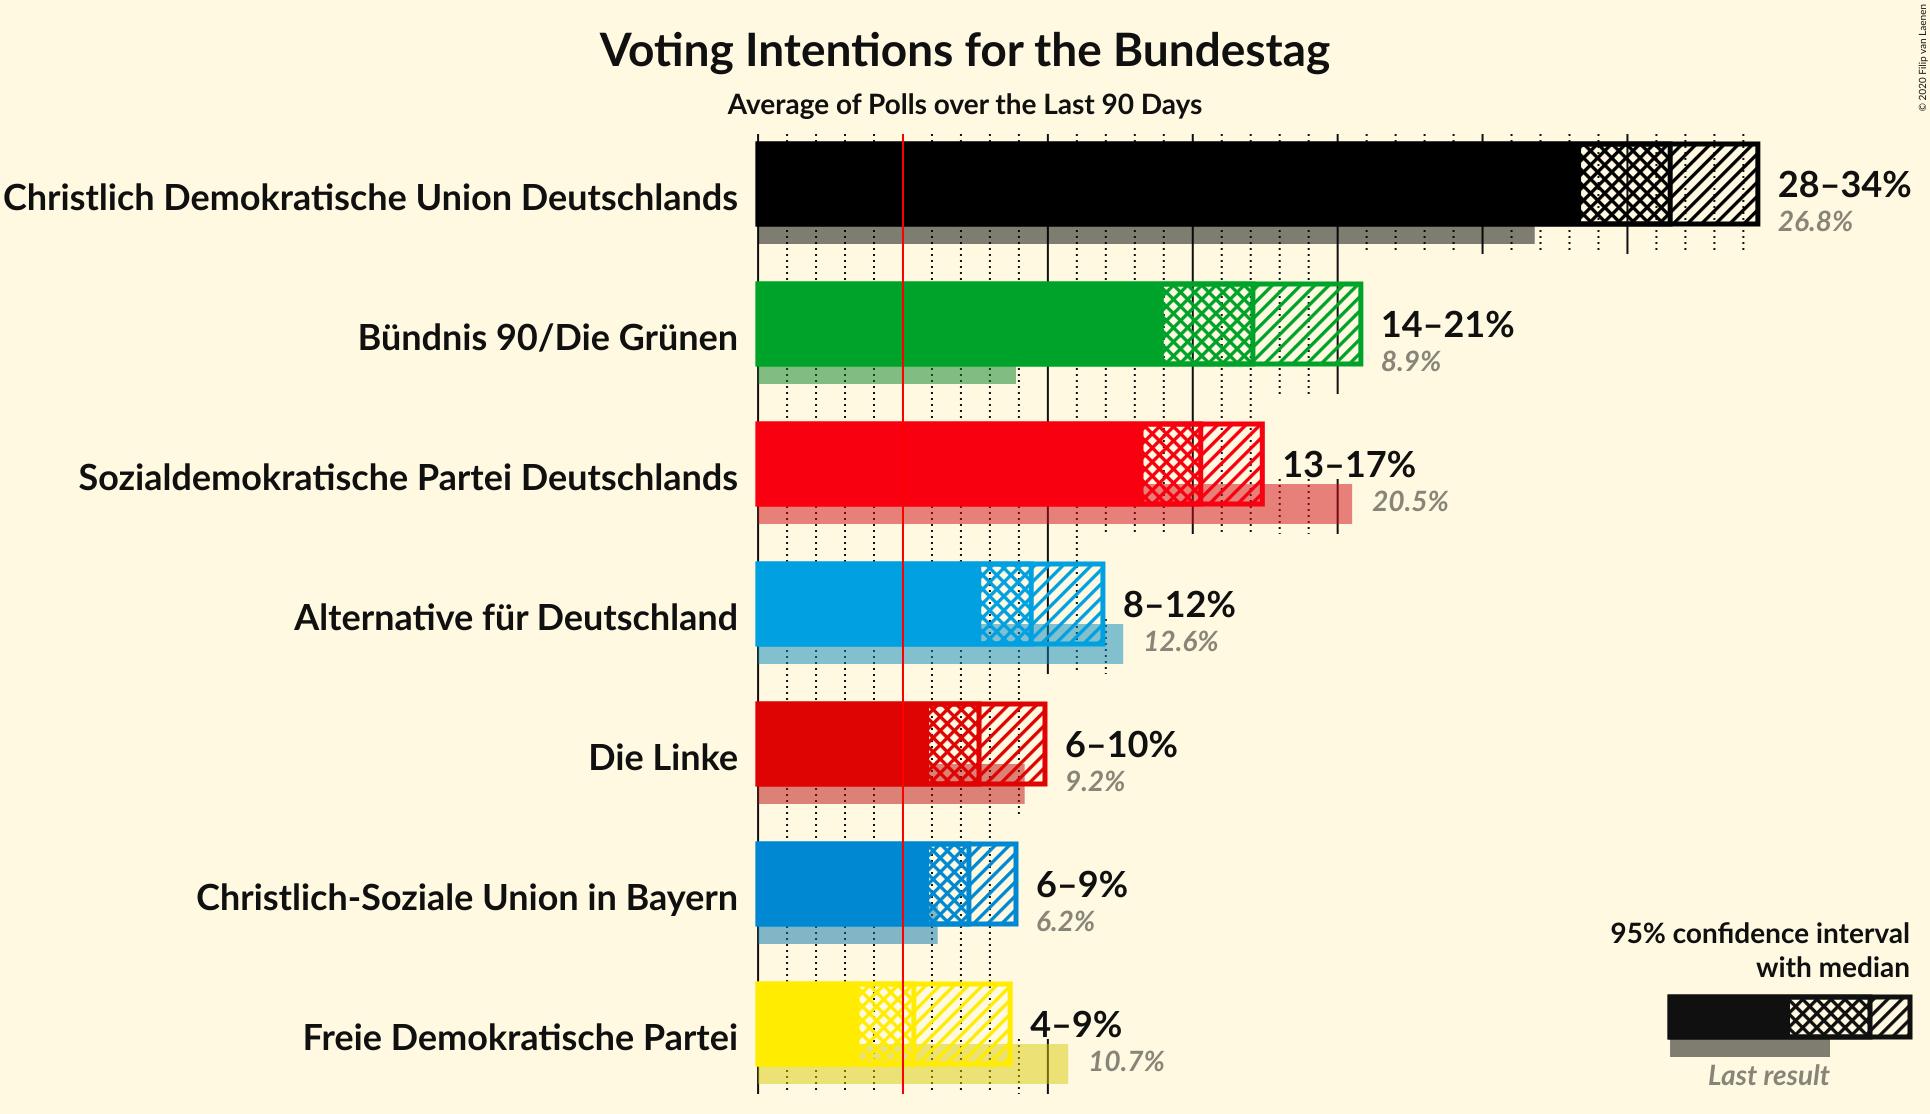 Voting Intentions for the Bundestag
Average of Polls over the Last 90 Days
© 2020 Filip van Laenen
Christlich Demokratische Union Deutschlands
28–34%
26.8%
Bündnis 90/Die Grünen
14–21%
8.9%
Sozialdemokratische Partei Deutschlands
13–17%
20.5%
Alternative für Deutschland
8–12%
12.6%
Die Linke
6–10%
9.2%
Christlich-Soziale Union in Bayern
6–9%
6.2%
Freie Demokratische Partei
4–9%
10.7%
95% confidence interval
with median
Last result